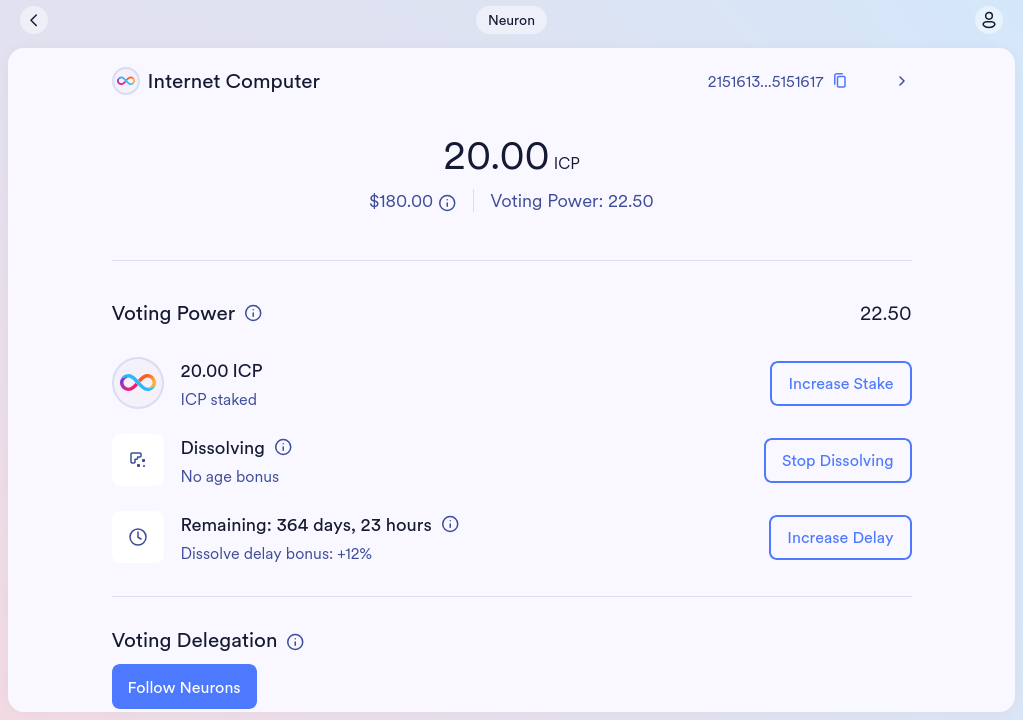 Neuron
Internet Computer
2151613...5151617
20.00 ICP
$180.00
Voting Power: 22.50
Voting Power
22.50
20.00 ICP
ICP staked
Increase Stake
Dissolving
No age bonus
Stop Dissolving
Remaining: 364 days, 23 hours
Dissolve delay bonus: +12%
Increase Delay
Voting Delegation
Follow Neurons